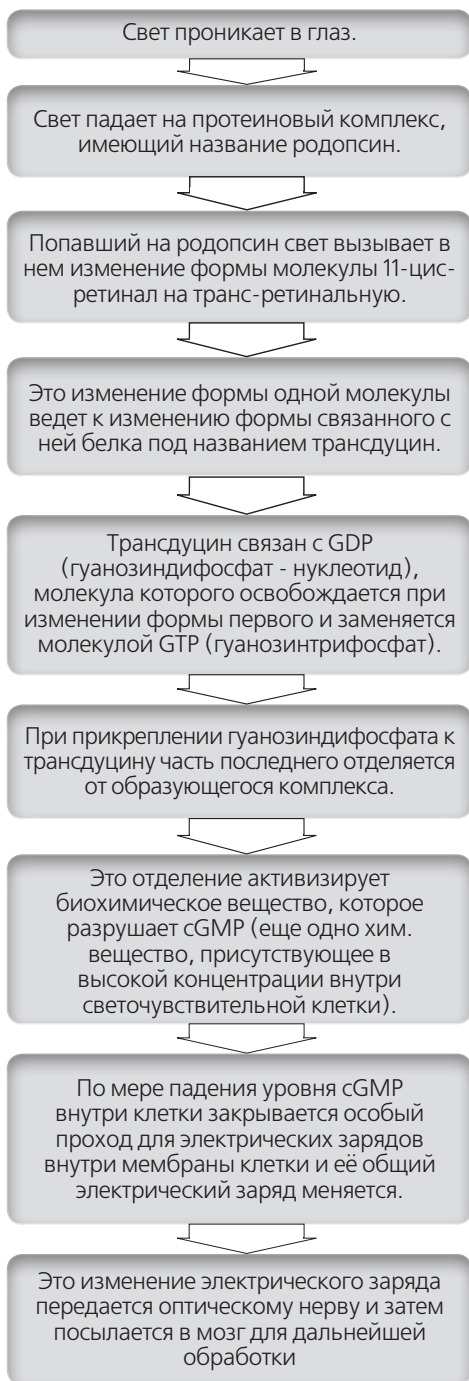 Свет проникает в глаз.
Свет падает на протеиновый комплекс,
имеющий название родопсин.
Попавший на родопсин свет вызывает в
нем изменение формы молекулы 11-цис-
ретинал на транс-ретинальную.
Это изменение формы одной молекулы
ведет к изменению формы связанного с
ней белка под названием трансдуцин.
Трансдуцин связан с GDP
(гуанозиндифосфат - нуклеотид),
молекула которого освобождается при
изменении формы первого и заменяется
молекулой GTP (гуанозинтрифосфат).
При прикреплении гуанозиндифосфата к
трансдуцину часть последнего отделяется
от образующегося комплекса.
Это отделение активизирует
биохимическое вещество, которое
разрушает cGMP (еще одно хим.
вещество, присутствующее в
высокой концентрации внутри
светочувствительной клетки).
По мере падения уровня cGMP
внутри клетки закрывается особый
проход для электрических зарядов
внутри мембраны клетки и её общий
электрический заряд меняется.
Это изменение электрического заряда
передается оптическому нерву и затем
посылается в мозг для дальнейшей
обработки